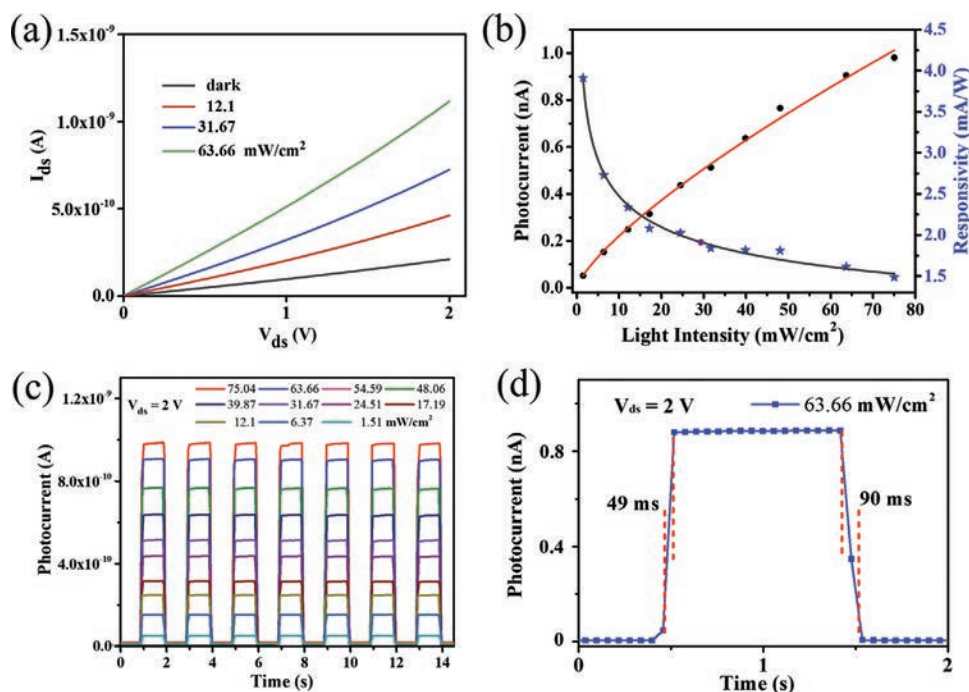 (a)
1.5x10⁻⁹
1.0x10⁻⁹
5.0x10⁻¹⁰
0.0
I_ds (A)
dark
12.1
31.67
63.66 mW/cm²
0
1
2
V_ds (V)
(b)
1.0
0.8
0.6
0.4
0.2
0.0
Photocurrent (nA)
4.5
4.0
3.5
3.0
2.5
2.0
1.5
Responsivity (mA/W)
0 10 20 30 40 50 60 70 80
Light Intensity (mW/cm²)
(c)
1.2x10⁻⁹
8.0x10⁻¹⁰
4.0x10⁻¹⁰
0.0
Photocurrent (A)
V_ds = 2 V
75.04 63.66 54.59 48.06
39.87 31.67 24.51 17.19
12.1 6.37 1.51 mW/cm²
0 2 4 6 8 10 12 14
Time (s)
(d)
0.8
0.4
0
Photocurrent (nA)
V_ds = 2 V
63.66 mW/cm²
49 ms
90 ms
0 1 2
Time (s)